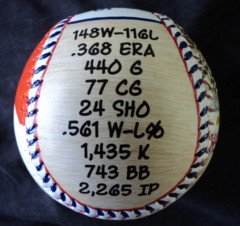 148W-116L
.368 ERA
440 G
77 CG
24 SHO
.561 W-L%
1,435 K
743 BB
2,265 IP